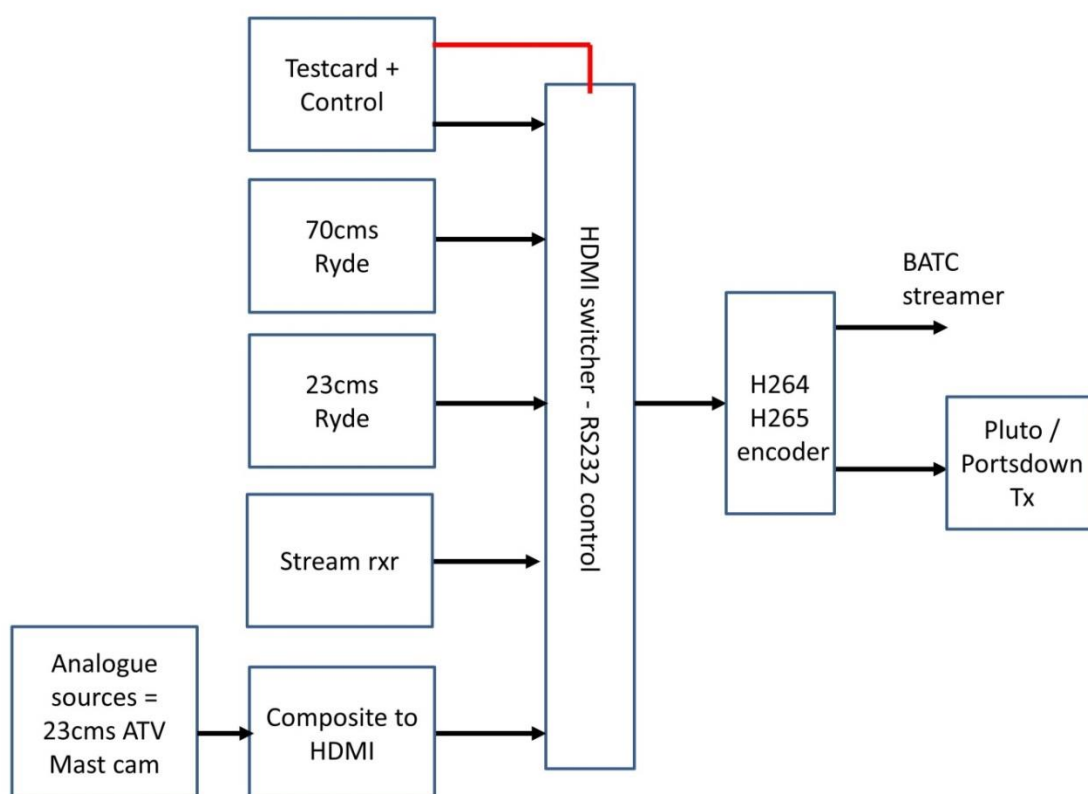 Testcard +
Control
70cms
Ryde
23cms
Ryde
Stream rxr
Analogue
sources =
23cms ATV
Mast cam
Composite to
HDMI
HDMI switcher - RS232 control
H264
H265
encoder
BATC
streamer
Pluto /
Portsdown
Tx